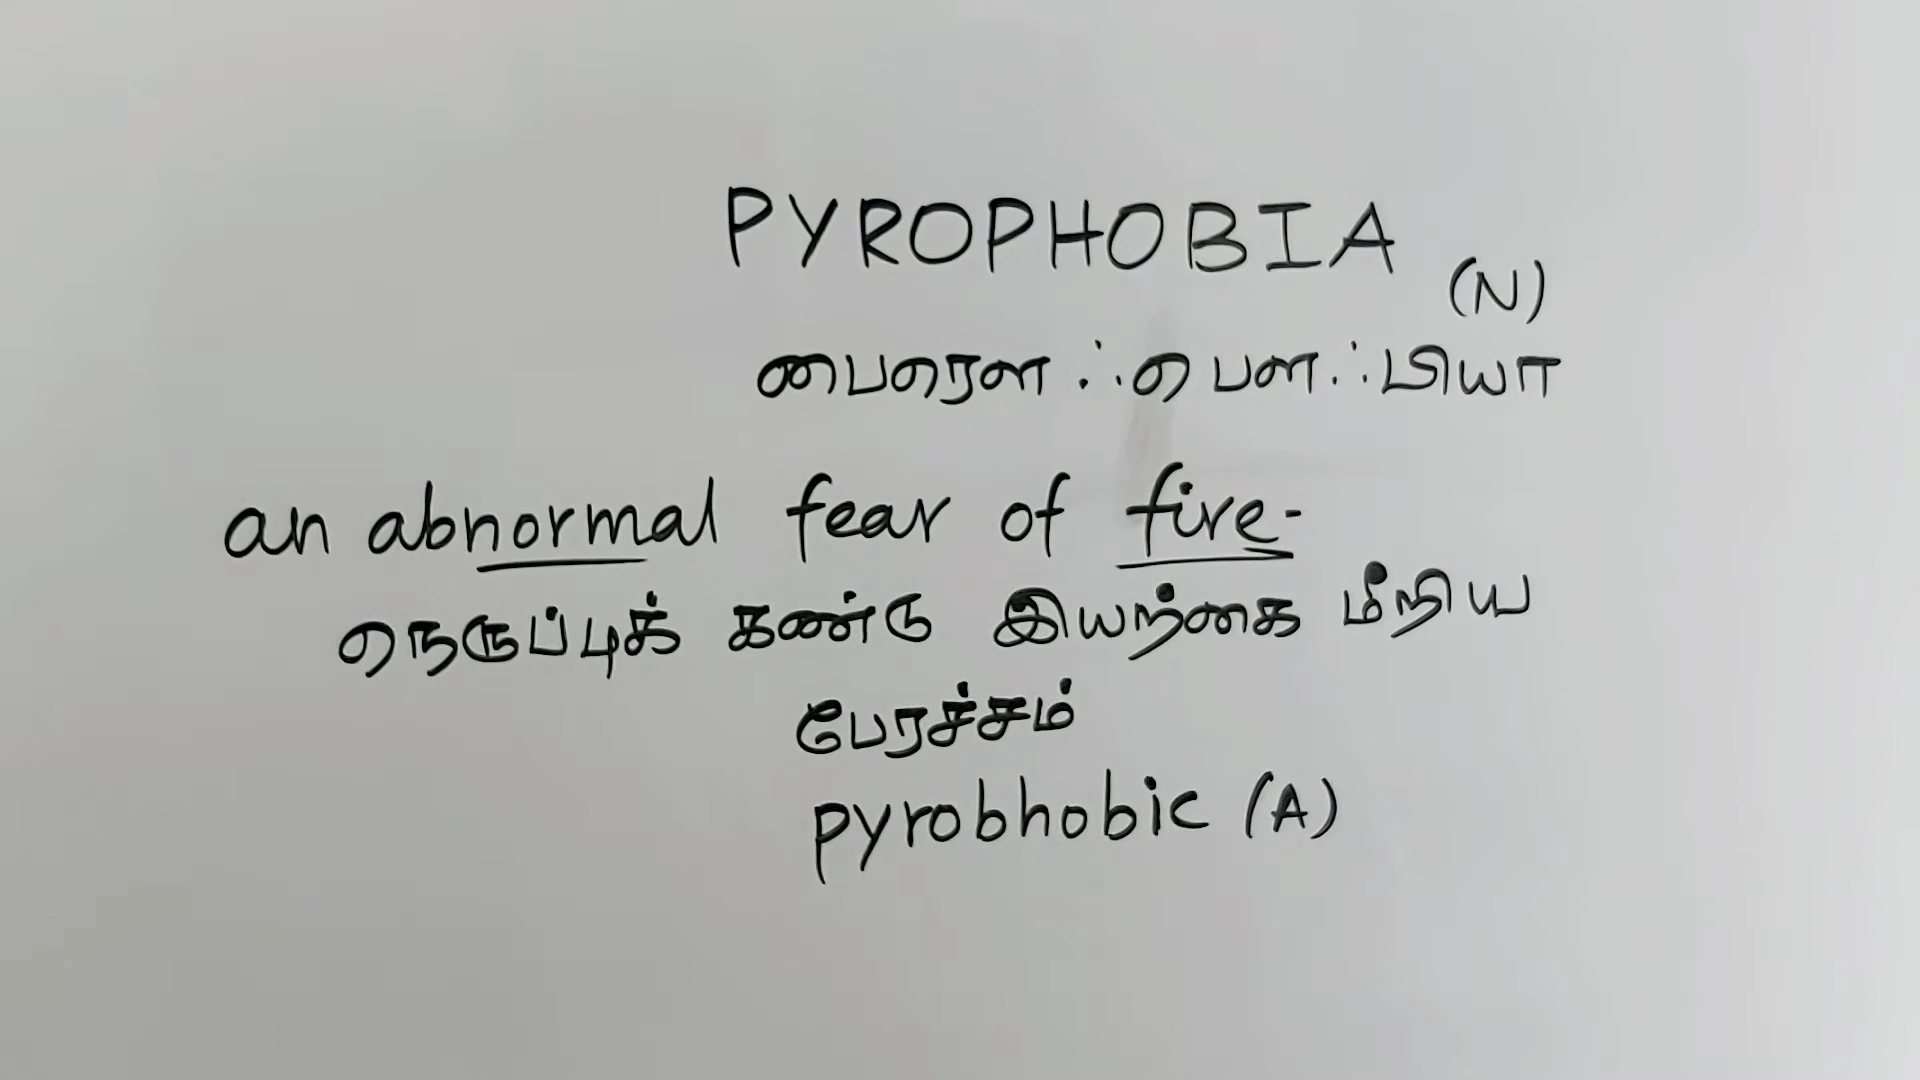 PYROPHOBIA (N)
பைரௌ ஃபௌஃபியா
an abnormal fear of fire-
நெருப்புக் கண்டு இயற்கை மீறிய
பேரச்சம்
pyrobhobic (A)